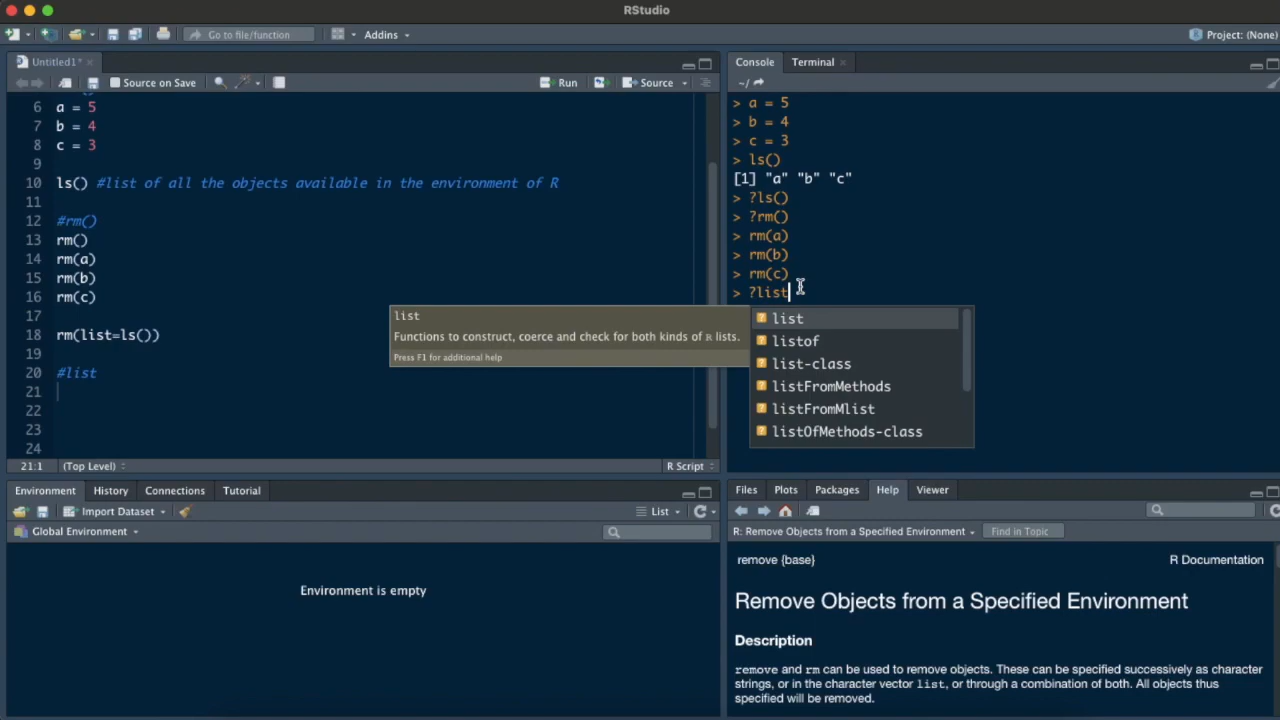 RStudio
Go to file/function
Addins
Project: (None)
Untitled1*
Source on Save
Run
Source
6 a = 5
7 b = 4
8 c = 3
9
10 ls() #list of all the objects available in the environment of R
11
12 #rm()
13 rm()
14 rm(a)
15 rm(b)
16 rm(c)
17
18 rm(list=ls())
19
20 #list
21
22
23
24
21:1 (Top Level) R Script
Console Terminal
~/
> a = 5
> b = 4
> c = 3
> ls()
[1] "a" "b" "c"
> ?ls()
> ?rm()
> rm(a)
> rm(b)
> rm(c)
> ?list
list
Functions to construct, coerce and check for both kinds of R lists.
Press F1 for additional help
list
listof
list-class
listFromMethods
listFromMlist
listOfMethods-class
Environment History Connections Tutorial
Import Dataset List
Global Environment
Environment is empty
Files Plots Packages Help Viewer
R: Remove Objects from a Specified Environment Find in Topic
remove {base} R Documentation
Remove Objects from a Specified Environment
Description
remove and rm can be used to remove objects. These can be specified successively as character
strings, or in the character vector list, or through a combination of both. All objects thus
specified will be removed.